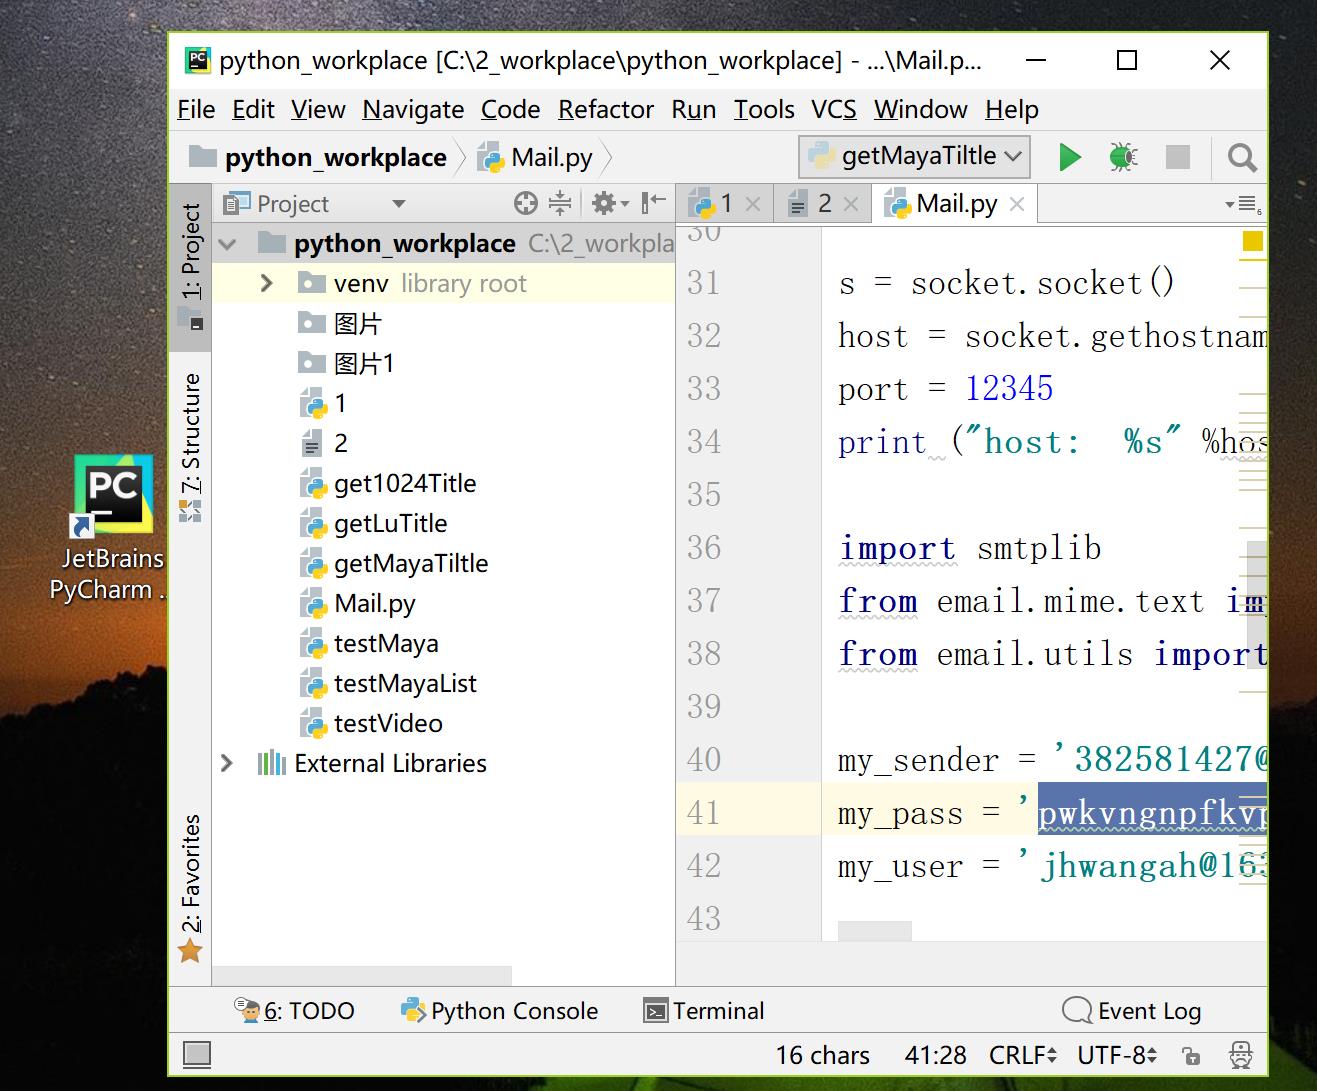 python_workplace [C:\2_workplace\python_workplace] - ...\Mail.p...
File Edit View Navigate Code Refactor Run Tools VCS Window Help
python_workplace Mail.py getMayaTiltle
1: Project
7: Structure
2: Favorites
Project
python_workplace C:\2_workpla
venv library root
图片
图片1
1
2
get1024Title
getLuTitle
getMayaTiltle
Mail.py
testMaya
testMayaList
testVideo
External Libraries
1 2 Mail.py
6
30
31 s = socket.socket()
32 host = socket.gethostnam
33 port = 12345
34 print ("host:  %s" %hos
35
36 import smtplib
37 from email.mime.text im
38 from email.utils import
39
40 my_sender = '382581427@
41 my_pass = 'pwkvngnpfkvp
42 my_user = 'jhwangah@163
43
PC
JetBrains
PyCharm ...
6: TODO Python Console Terminal Event Log
16 chars 41:28 CRLF UTF-8